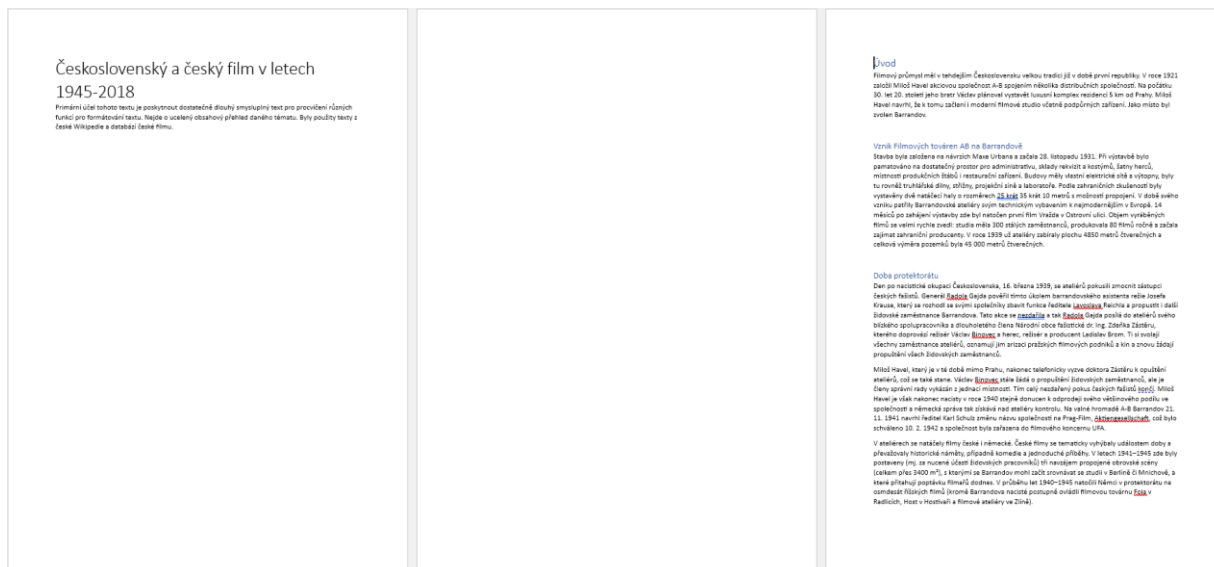 Československý a český film v letech
1945-2018
Primární účel tohoto textu je poskytnout dostatečně dlouhý smysluplný text pro procvičení různých
funkcí pro formátování textu. Nejde o ucelený obsahový přehled daného tématu. Byly použity texty z
české Wikipedie a databází české filmu.
Úvod
Filmový průmysl měl v tehdejším Československu velkou tradici již v době první republiky. V roce 1921
založil Miloš Havel akciovou společnost A-B spojením několika distribučních společností. Na počátku
30. let 20. století jeho bratr Václav plánoval vystavět luxusní komplex rezidencí 5 km od Prahy. Miloš
Havel navrhl, že k tomu začlení i moderní filmové studio včetně podpůrných zařízení. Jako místo byl
zvolen Barrandov.
Vznik Filmových továren AB na Barrandově
Stavba byla založena na návrzích Maxe Urbana a začala 28. listopadu 1931. Při výstavbě bylo
pamatováno na dostatečný prostor pro administrativu, sklady rekvizit a kostýmů, šatny herců,
místnosti produkčních štábů i restaurační zařízení. Budovy měly vlastní elektrické sítě a výtopny, byly
tu rovněž truhlářské dílny, střižny, projekční síně a laboratoře. Podle zahraničních zkušeností byly
vystavěny dvě natáčecí haly o rozměrech 25 krát 35 krát 10 metrů s možností propojení. V době svého
vzniku patřily Barrandovské ateliéry svým technickým vybavením k nejmodernějším v Evropě. 14
měsíců po zahájení výstavby zde byl natočen první film Vražda v Ostrovní ulici. Objem vyráběných
filmů se velmi rychle zvedl: studia měla 300 stálých zaměstnanců, produkovala 80 filmů ročně a začala
zajímat zahraniční producenty. V roce 1939 už ateliéry zabíraly plochu 4850 metrů čtverečných a
celková výměra pozemků byla 45 000 metrů čtverečných.
Doba protektorátu
Den po nacistické okupaci Československa, 16. března 1939, se ateliérů pokusili zmocnit zástupci
českých fašistů. Generál Radola Gajda pověřil tímto úkolem barrandovského asistenta režie Josefa
Krausa, který se rozhodl se svými společníky zbavit funkce ředitele Lavoslava Reichla a propustit i další
židovské zaměstnance Barrandova. Tato akce se nezdařila a tak Radola Gajda posílá do ateliérů svého
blízkého spolupracovníka a dlouholetého člena Národní obce fašistické dr. Ing. Zdeňka Zástěru,
kterého doprovází režisér Václav Binovec a herec, režisér a producent Ladislav Brom. Ti si svolají
všechny zaměstnance ateliérů, oznamují jim arizaci pražských filmových podniků a kin a znovu žádají
propuštění všech židovských zaměstnanců.
Miloš Havel, který je v té době mimo Prahu, nakonec telefonicky vyzve doktora Zástěru k opuštění
ateliérů, což se také stane. Václav Binovec stále žádá o propuštění židovských zaměstnanců, ale je
členy správní rady vykázán z jednací místnosti. Tím celý nezdařený pokus českých fašistů končí. Miloš
Havel je však nakonec nacisty v roce 1940 stejně donucen k odprodeji svého většinového podílu ve
společnosti a německá správa tak získává nad ateliéry kontrolu. Na valné hromadě A-B Barrandov 21.
11. 1941 navrhl ředitel Karl Schulz změnu názvu společnosti na Prag-Film, Aktiengesellschaft, což bylo
schváleno 10. 2. 1942 a společnost byla zařazena do filmového koncernu UFA.
V ateliérech se natáčely filmy české i německé. České filmy se tematicky vyhýbaly událostem doby a
převažovaly historické náměty, případně komedie a jednoduché příběhy. V letech 1941–1945 zde byly
postaveny (mj. za nucené účasti židovských pracovníků) tři navzájem propojené obrovské scény
(celkem přes 3400 m²), s kterými se Barrandov mohl začít srovnávat se studii v Berlíně či Mnichově, a
které přitahují poptávku filmařů dodnes. V průběhu let 1940–1945 natočili Němci v protektorátu na
osmdesát říšských filmů (kromě Barrandova nacisté postupně ovládli filmovou továrnu Foja v
Radlicích, Host v Hostivaři a filmové ateliéry ve Zlíně).